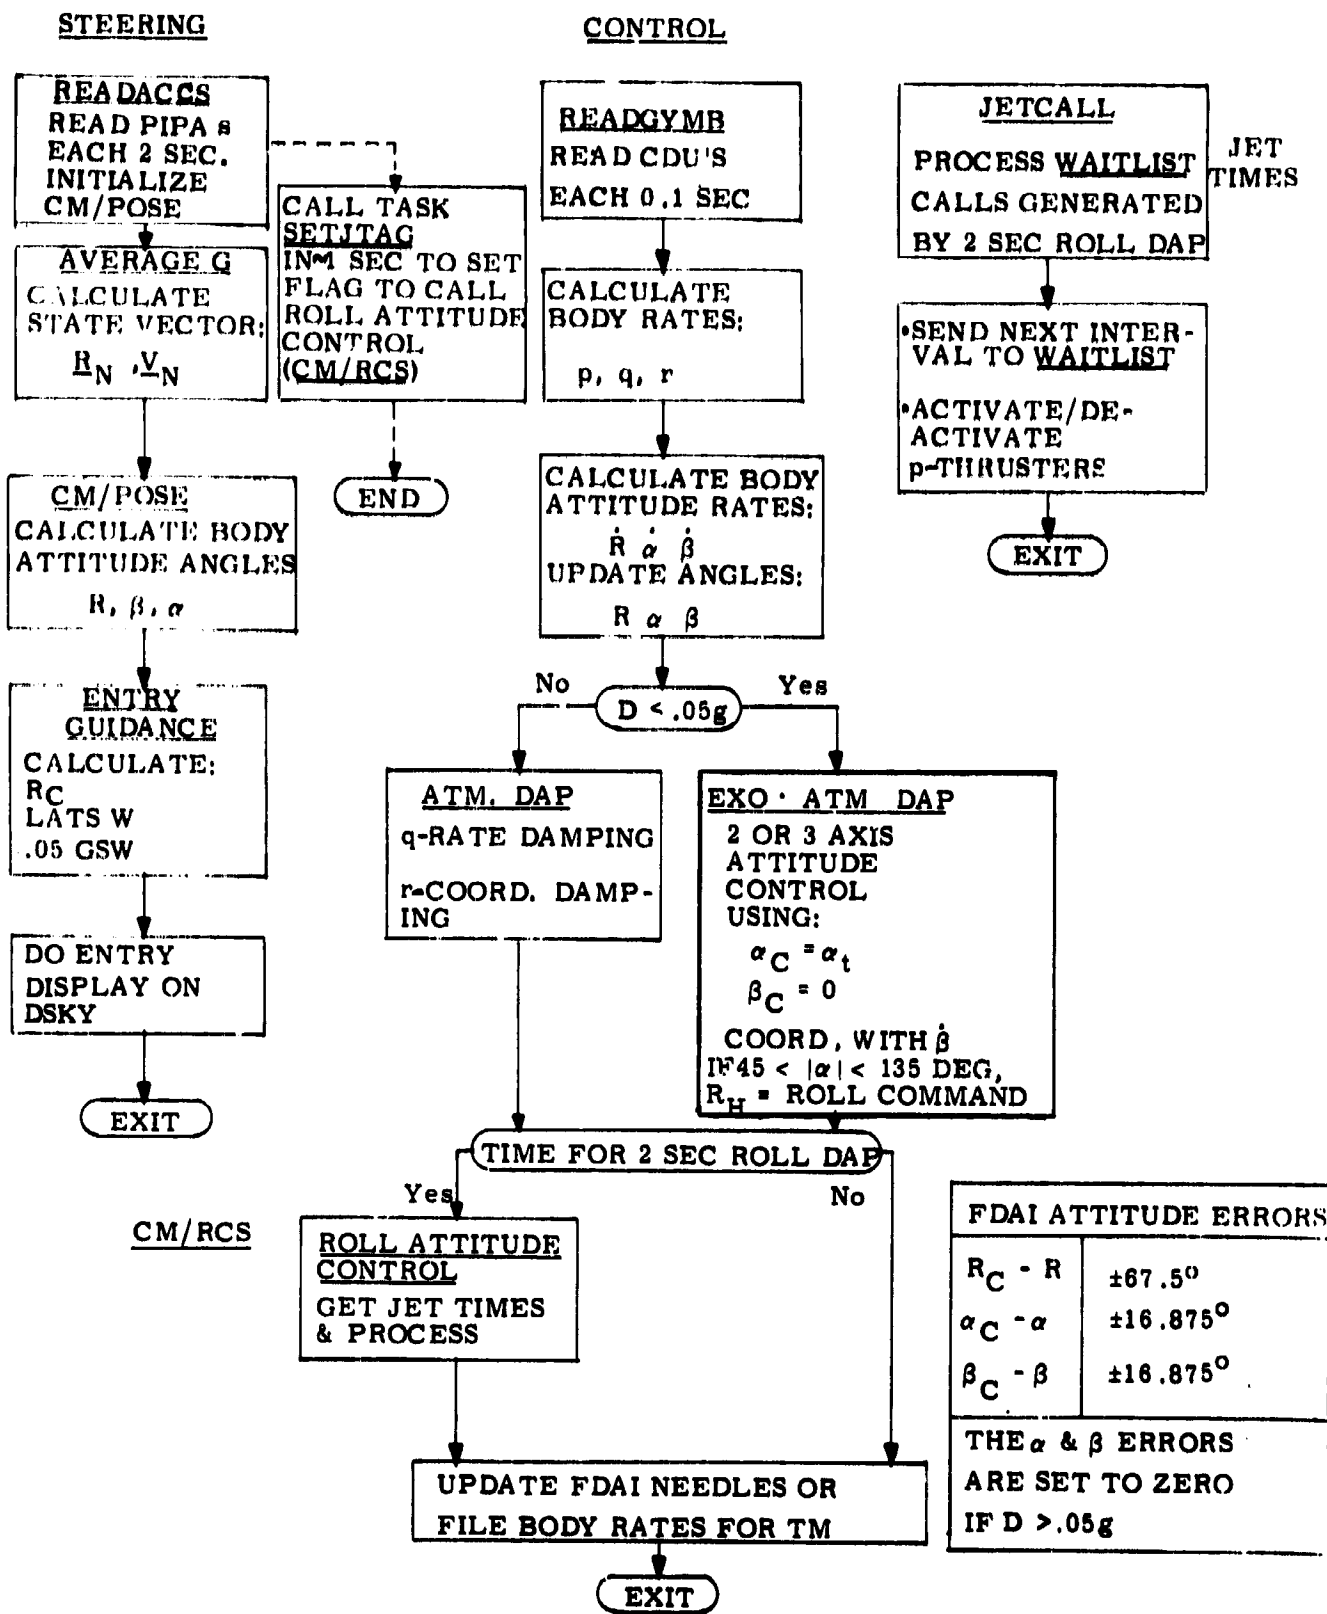 STEERING
READACCS
READ PIPA s
EACH 2 SEC.
INITIALIZE
CM/POSE
AVERAGE G
CALCULATE
STATE VECTOR:
R_N , V_N
CM/POSE
CALCULATE BODY
ATTITUDE ANGLES
R, β, α
ENTRY
GUIDANCE
CALCULATE:
R_C
LATS W
.05 GSW
DO ENTRY
DISPLAY ON
DSKY
EXIT
CALL TASK
SETJTAG
IN≈1 SEC TO SET
FLAG TO CALL
ROLL ATTITUDE
CONTROL
(CM/RCS)
END
CONTROL
READGYMB
READ CDU'S
EACH 0.1 SEC
CALCULATE
BODY RATES:
p, q, r
CALCULATE BODY
ATTITUDE RATES:
Ṙ α̇ β̇
UPDATE ANGLES:
R α β
No
D < .05g
Yes
ATM. DAP
q-RATE DAMPING
r-COORD. DAMP-
ING
EXO · ATM DAP
2 OR 3 AXIS
ATTITUDE
CONTROL
USING:
α_C = α_t
β_C = 0
COORD, WITH β̇
IF 45 < |α| < 135 DEG,
R_H = ROLL COMMAND
TIME FOR 2 SEC ROLL DAP
Yes
No
CM/RCS
ROLL ATTITUDE
CONTROL
GET JET TIMES
& PROCESS
UPDATE FDAI NEEDLES OR
FILE BODY RATES FOR TM
EXIT
JETCALL
PROCESS WAITLIST
CALLS GENERATED
BY 2 SEC ROLL DAP
JET
TIMES
•SEND NEXT INTER-
VAL TO WAITLIST
•ACTIVATE/DE-
ACTIVATE
p-THRUSTERS
EXIT
FDAI ATTITUDE ERRORS
R_C - R ±67.5°
α_C - α ±16.875°
β_C - β ±16.875°
THE α & β ERRORS
ARE SET TO ZERO
IF D >.05g